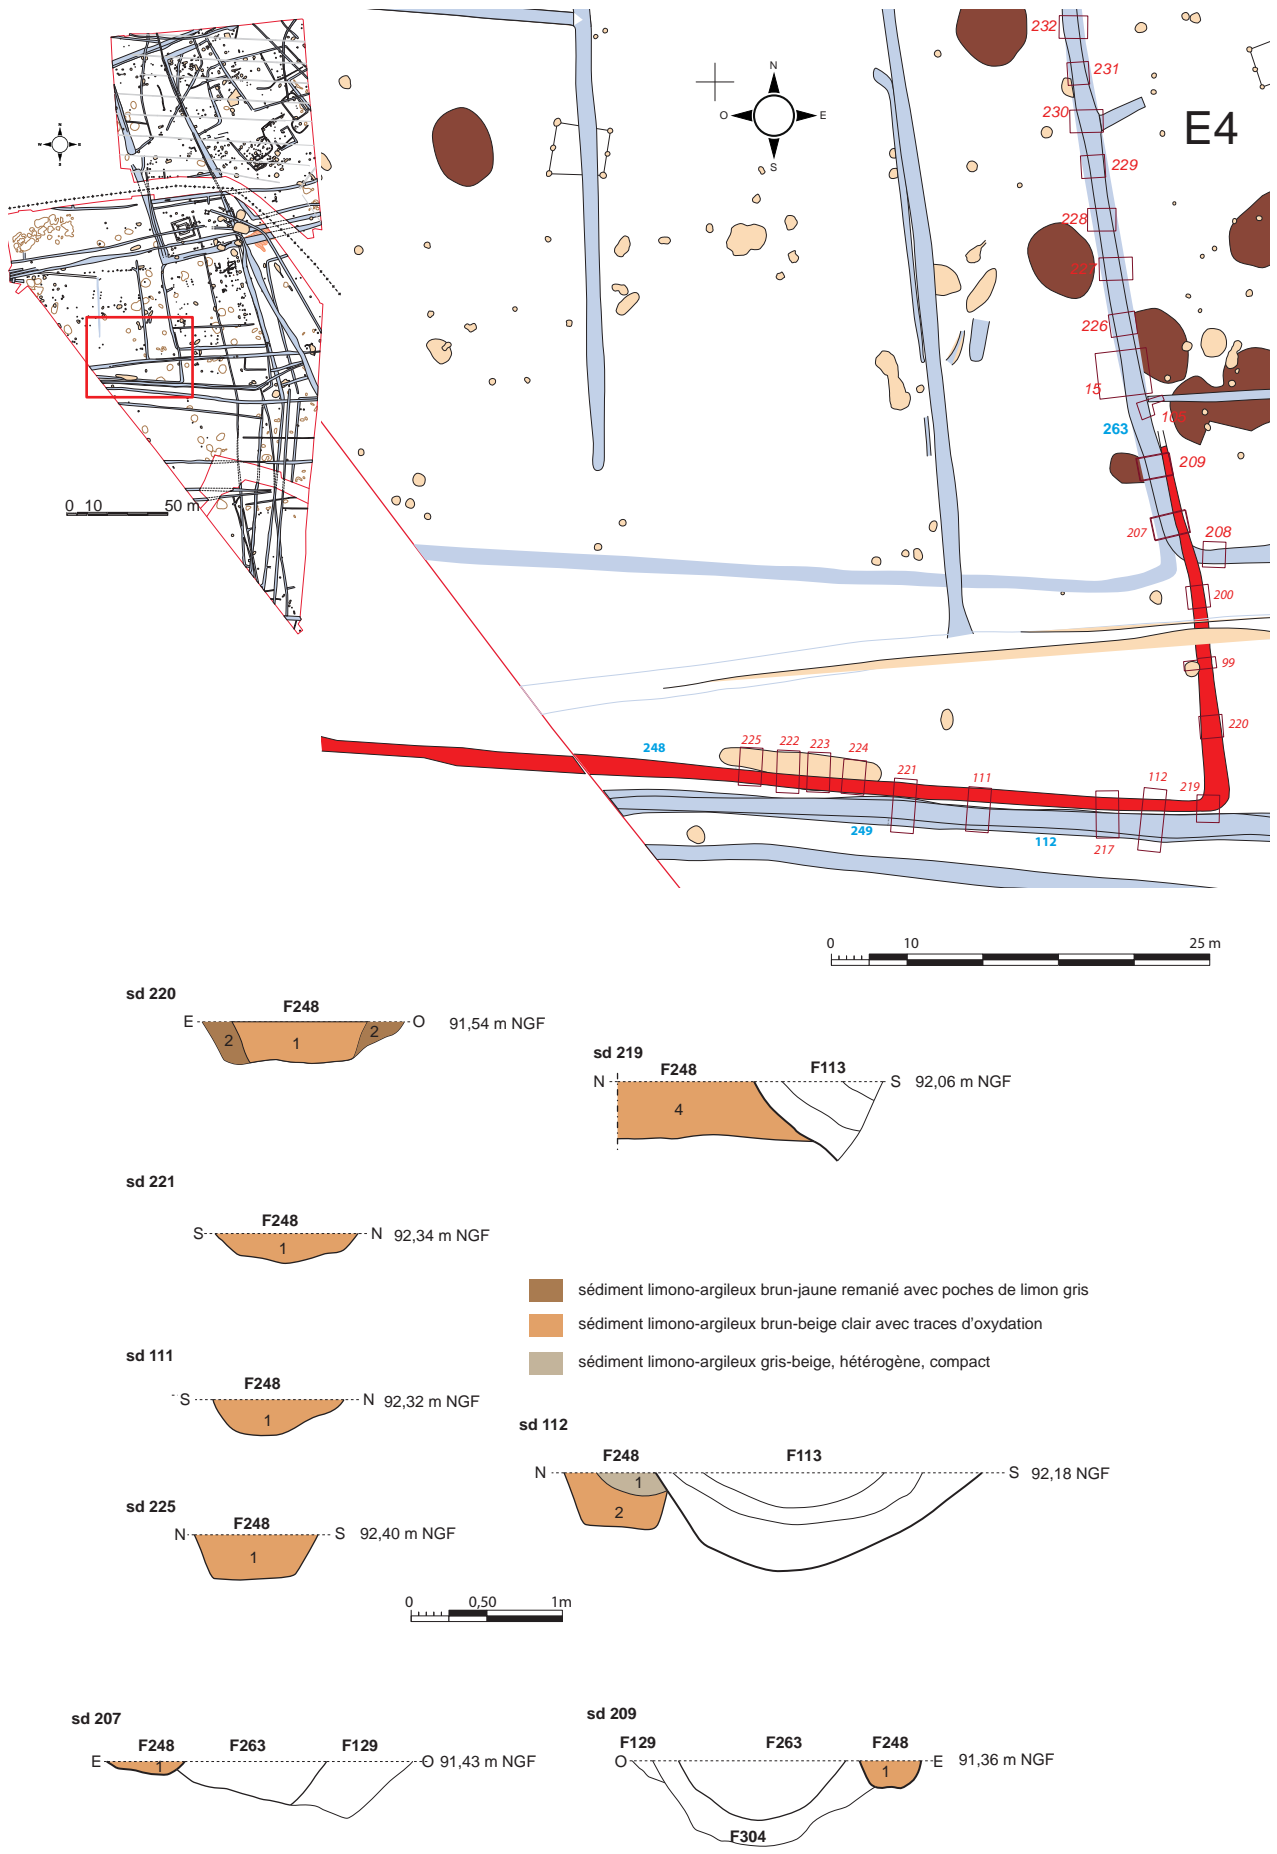 N
O E
S
E4
232
231
230
229
228
227
226
15
105
263
209
207
208
200
99
220
0 10 50 m
248
225
222
223
224
221
111
112
219
249
112
217
0 10 25 m
sd 220
F248
E O 91,54 m NGF
2 1 2
sd 219
F248 F113
N S 92,06 m NGF
4
sd 221
F248
S N 92,34 m NGF
1
sédiment limono-argileux brun-jaune remanié avec poches de limon gris
sédiment limono-argileux brun-beige clair avec traces d'oxydation
sédiment limono-argileux gris-beige, hétérogène, compact
sd 111
F248
S N 92,32 m NGF
1
sd 112
F248 F113
N S 92,18 m NGF
1
2
sd 225
F248
N S 92,40 m NGF
1
0 0,50 1m
sd 207
F248 F263 F129
E O 91,43 m NGF
1
sd 209
F129 F263 F248
O E 91,36 m NGF
1
F304